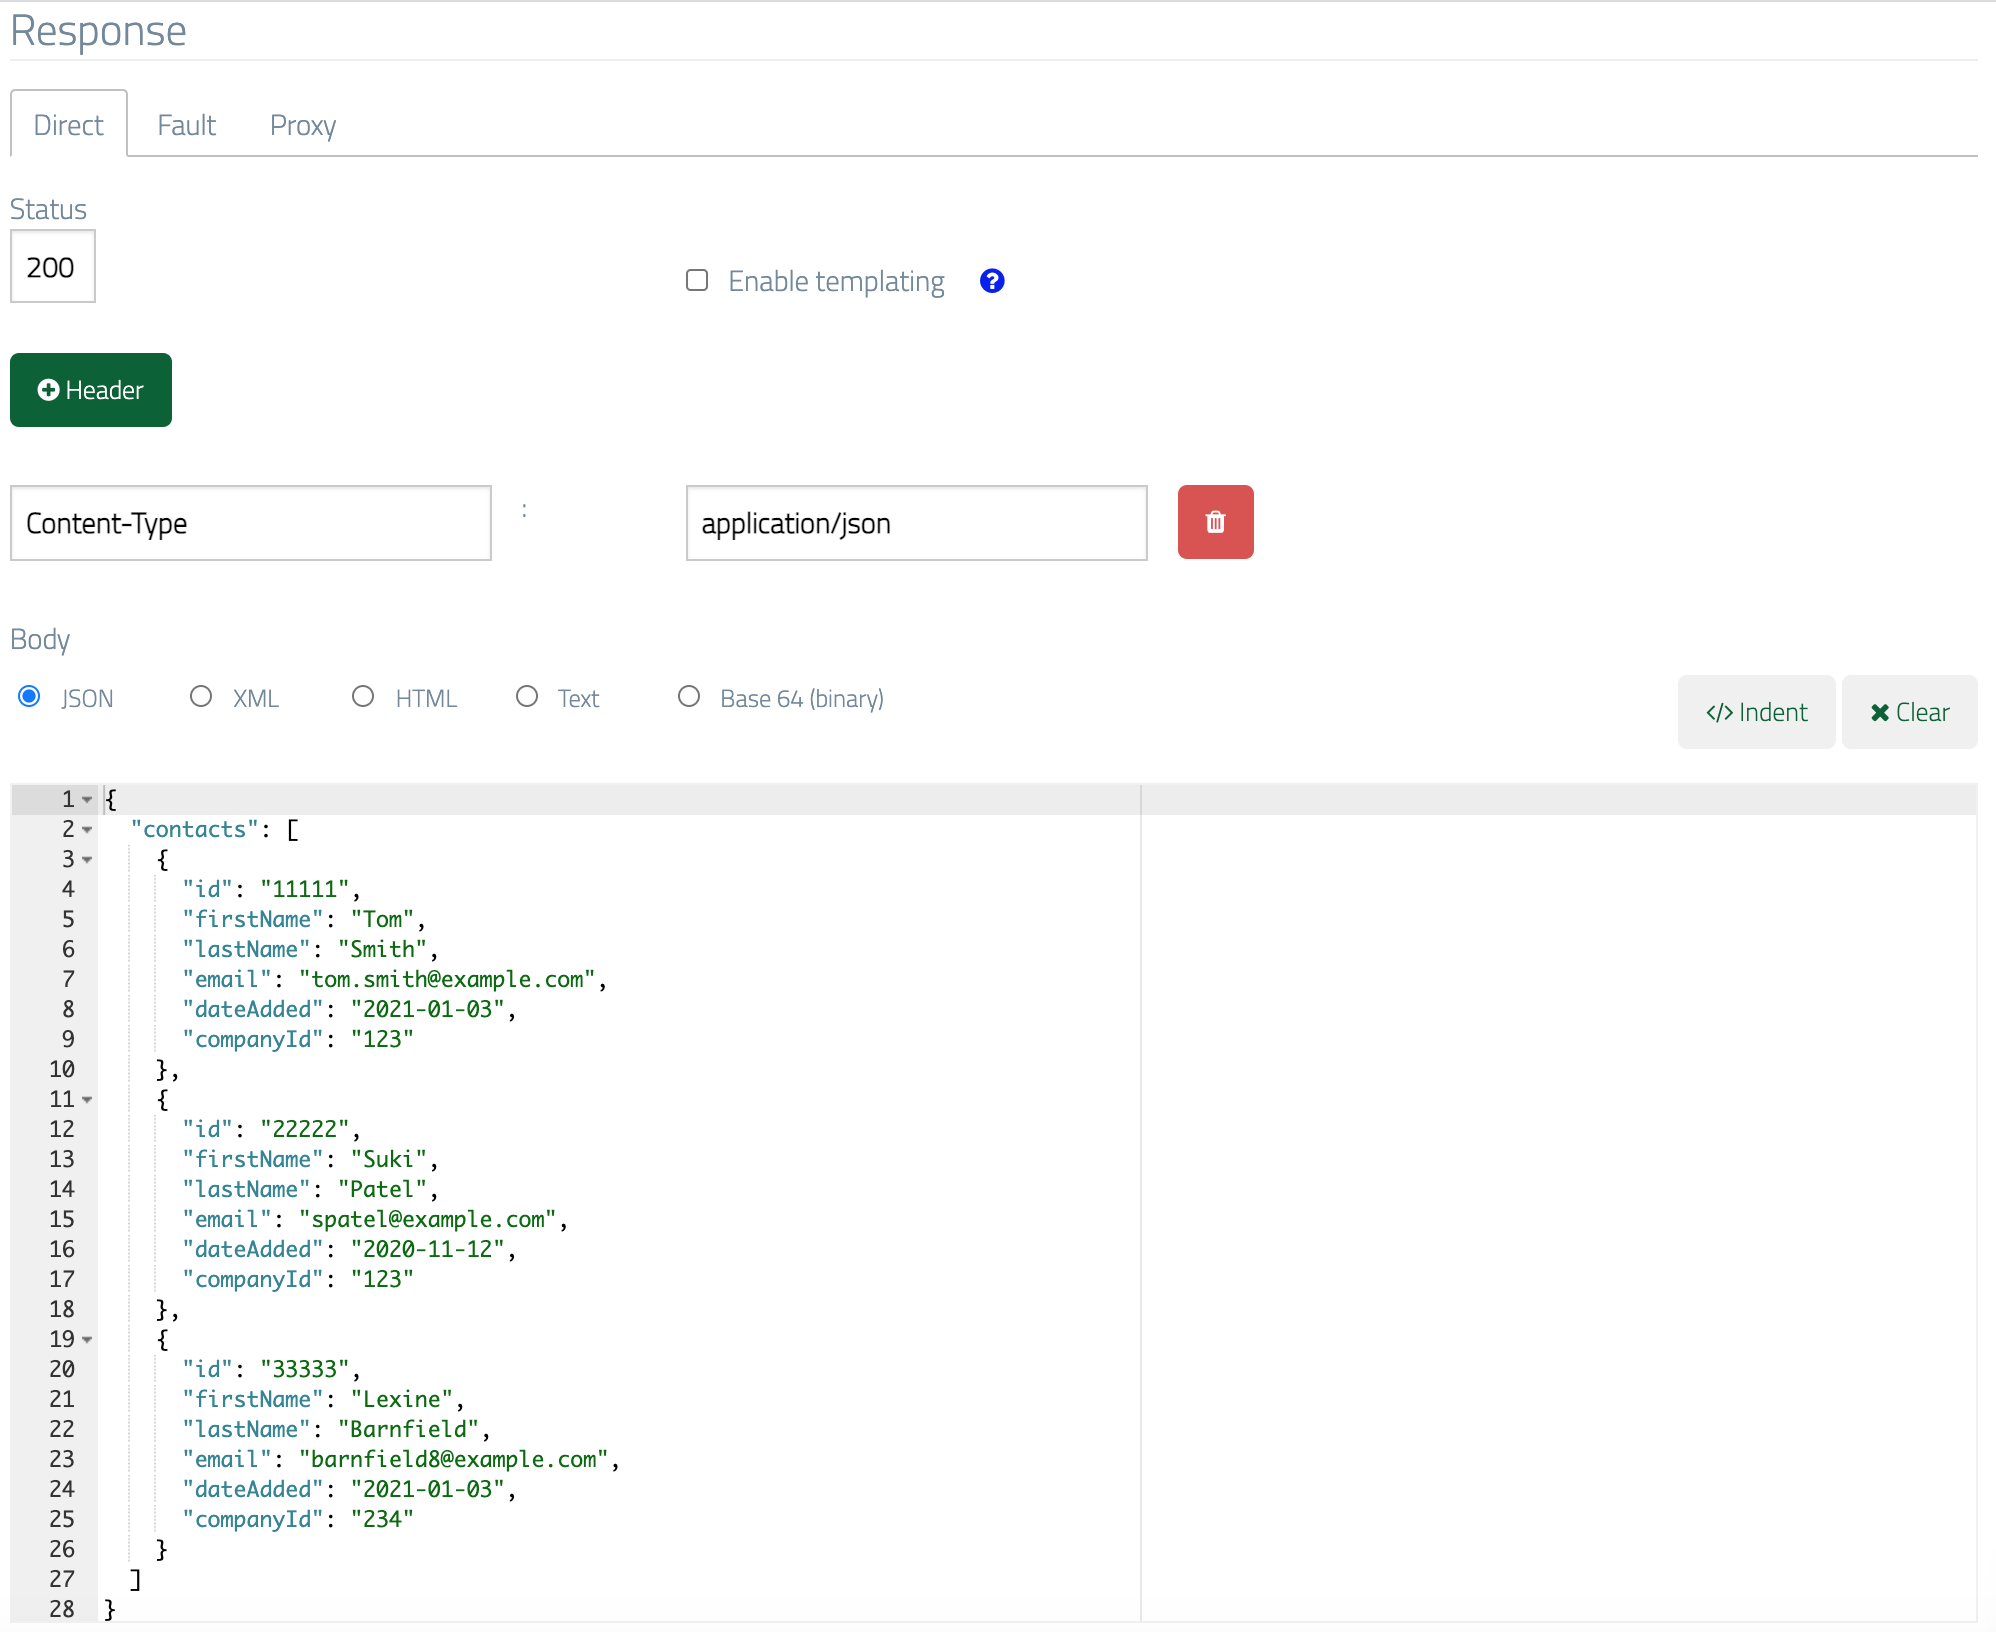 Response
Direct Fault Proxy
Status
200
Enable templating ?
Header
Content-Type : application/json
Body
JSON XML HTML Text Base 64 (binary)
</> Indent Clear
1 {
2 "contacts": [
3 {
4 "id": "11111",
5 "firstName": "Tom",
6 "lastName": "Smith",
7 "email": "tom.smith@example.com",
8 "dateAdded": "2021-01-03",
9 "companyId": "123"
10 },
11 {
12 "id": "22222",
13 "firstName": "Suki",
14 "lastName": "Patel",
15 "email": "spatel@example.com",
16 "dateAdded": "2020-11-12",
17 "companyId": "123"
18 },
19 {
20 "id": "33333",
21 "firstName": "Lexine",
22 "lastName": "Barnfield",
23 "email": "barnfield8@example.com",
24 "dateAdded": "2021-01-03",
25 "companyId": "234"
26 }
27 ]
28 }